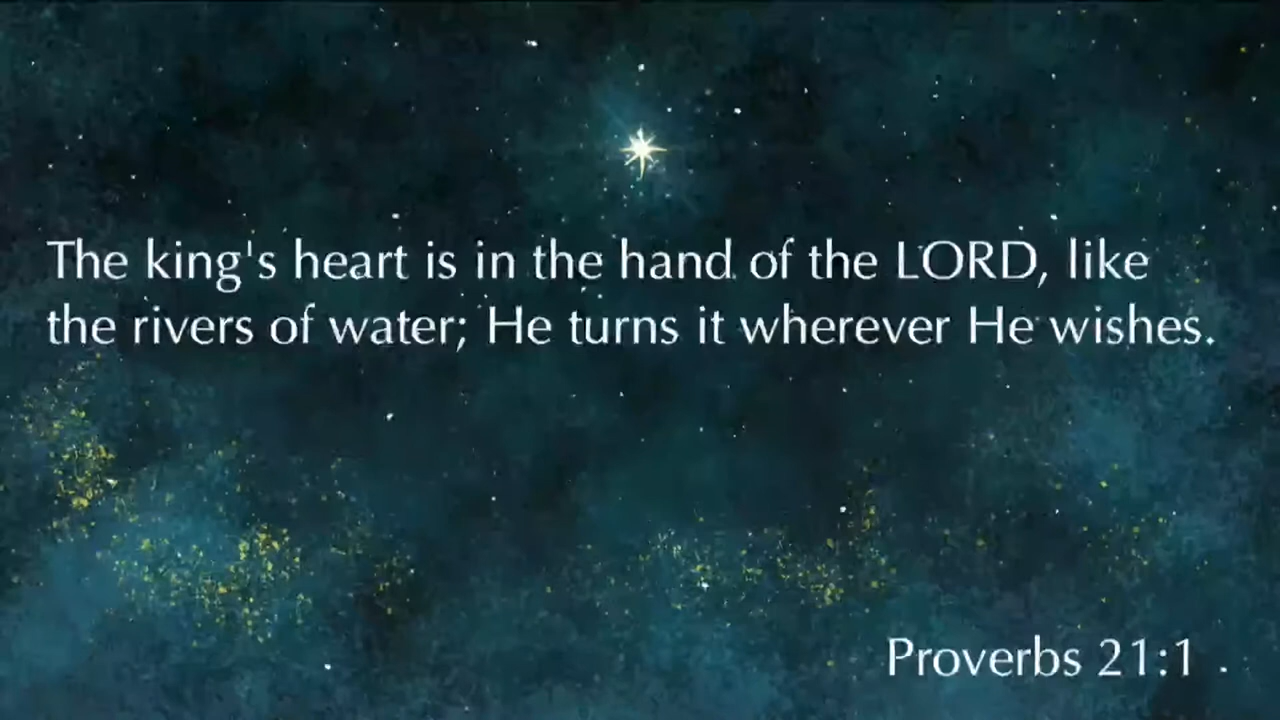 The king's heart is in the hand of the LORD, like
the rivers of water; He turns it wherever He wishes.
Proverbs 21:1